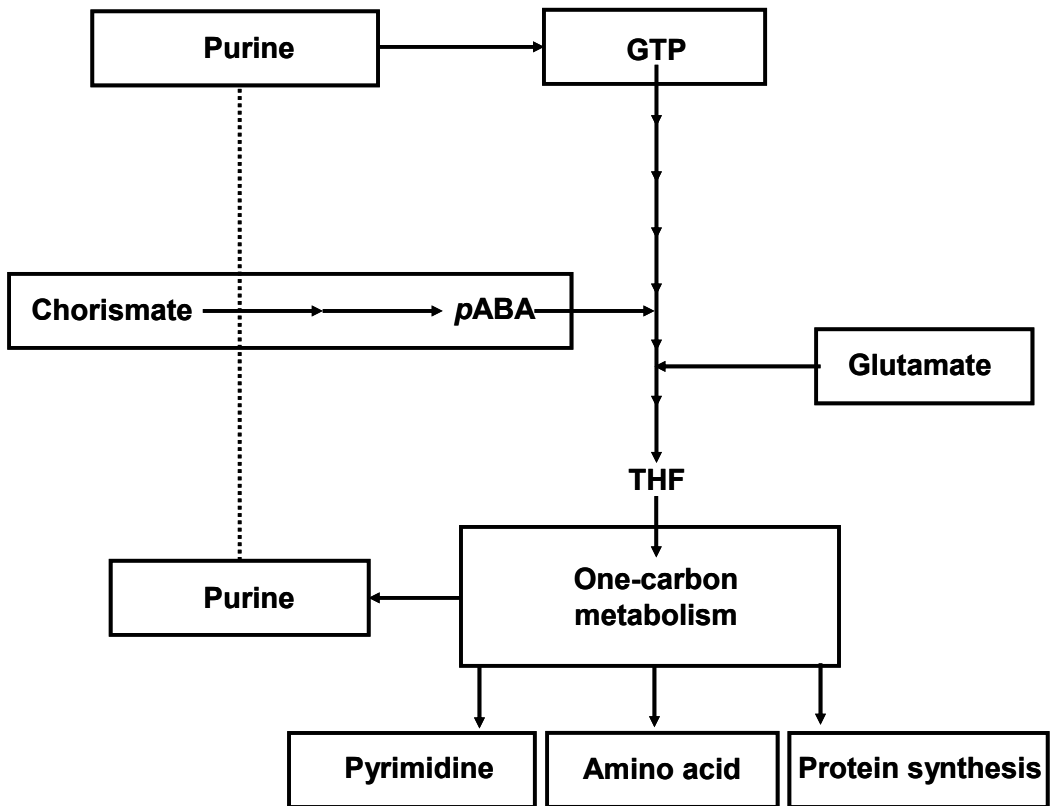 Purine
GTP
Chorismate
pABA
Glutamate
THF
One-carbon
metabolism
Purine
Pyrimidine
Amino acid
Protein synthesis